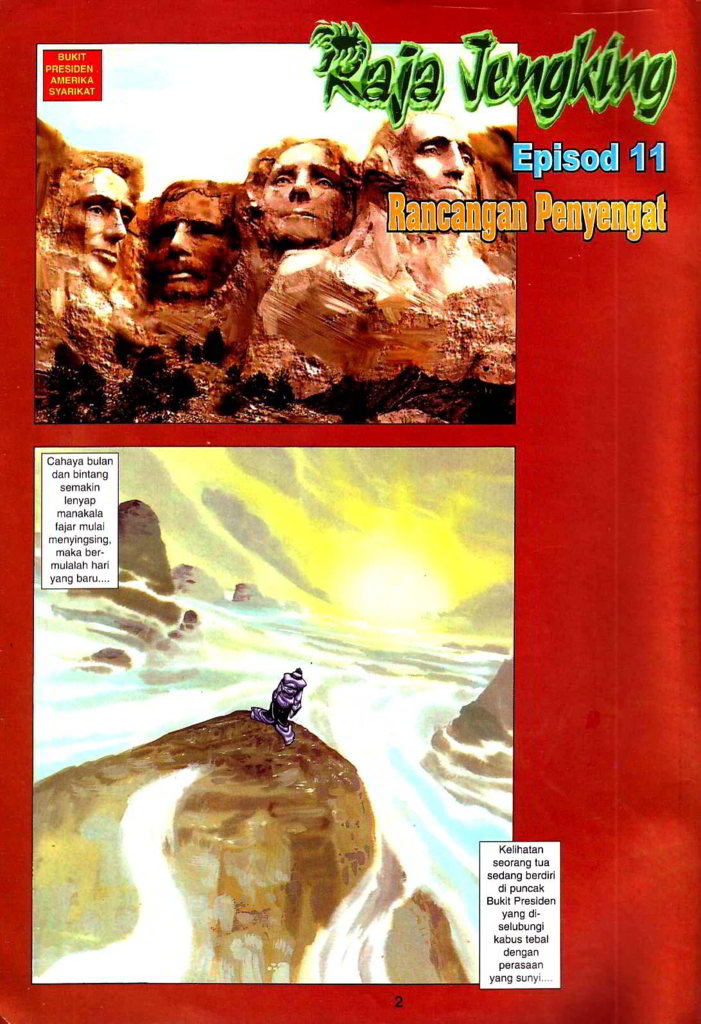 BUKIT
PRESIDEN .
AMERIKA
SYARIKAT
Raja Jengking
Episod 11
Rancangan Penyengat
Cahaya bulan
dan bintang
semakin
lenyap
manakala
fajar mulai
menyingsing,
maka ber-
mulalah hari
yang baru....
Kelihatan
seorang tua
sedang berdiri
di puncak
Bukit Presiden
yang di-
selubungi
kabus tebal
dengan
perasaan
yang sunyi....
2